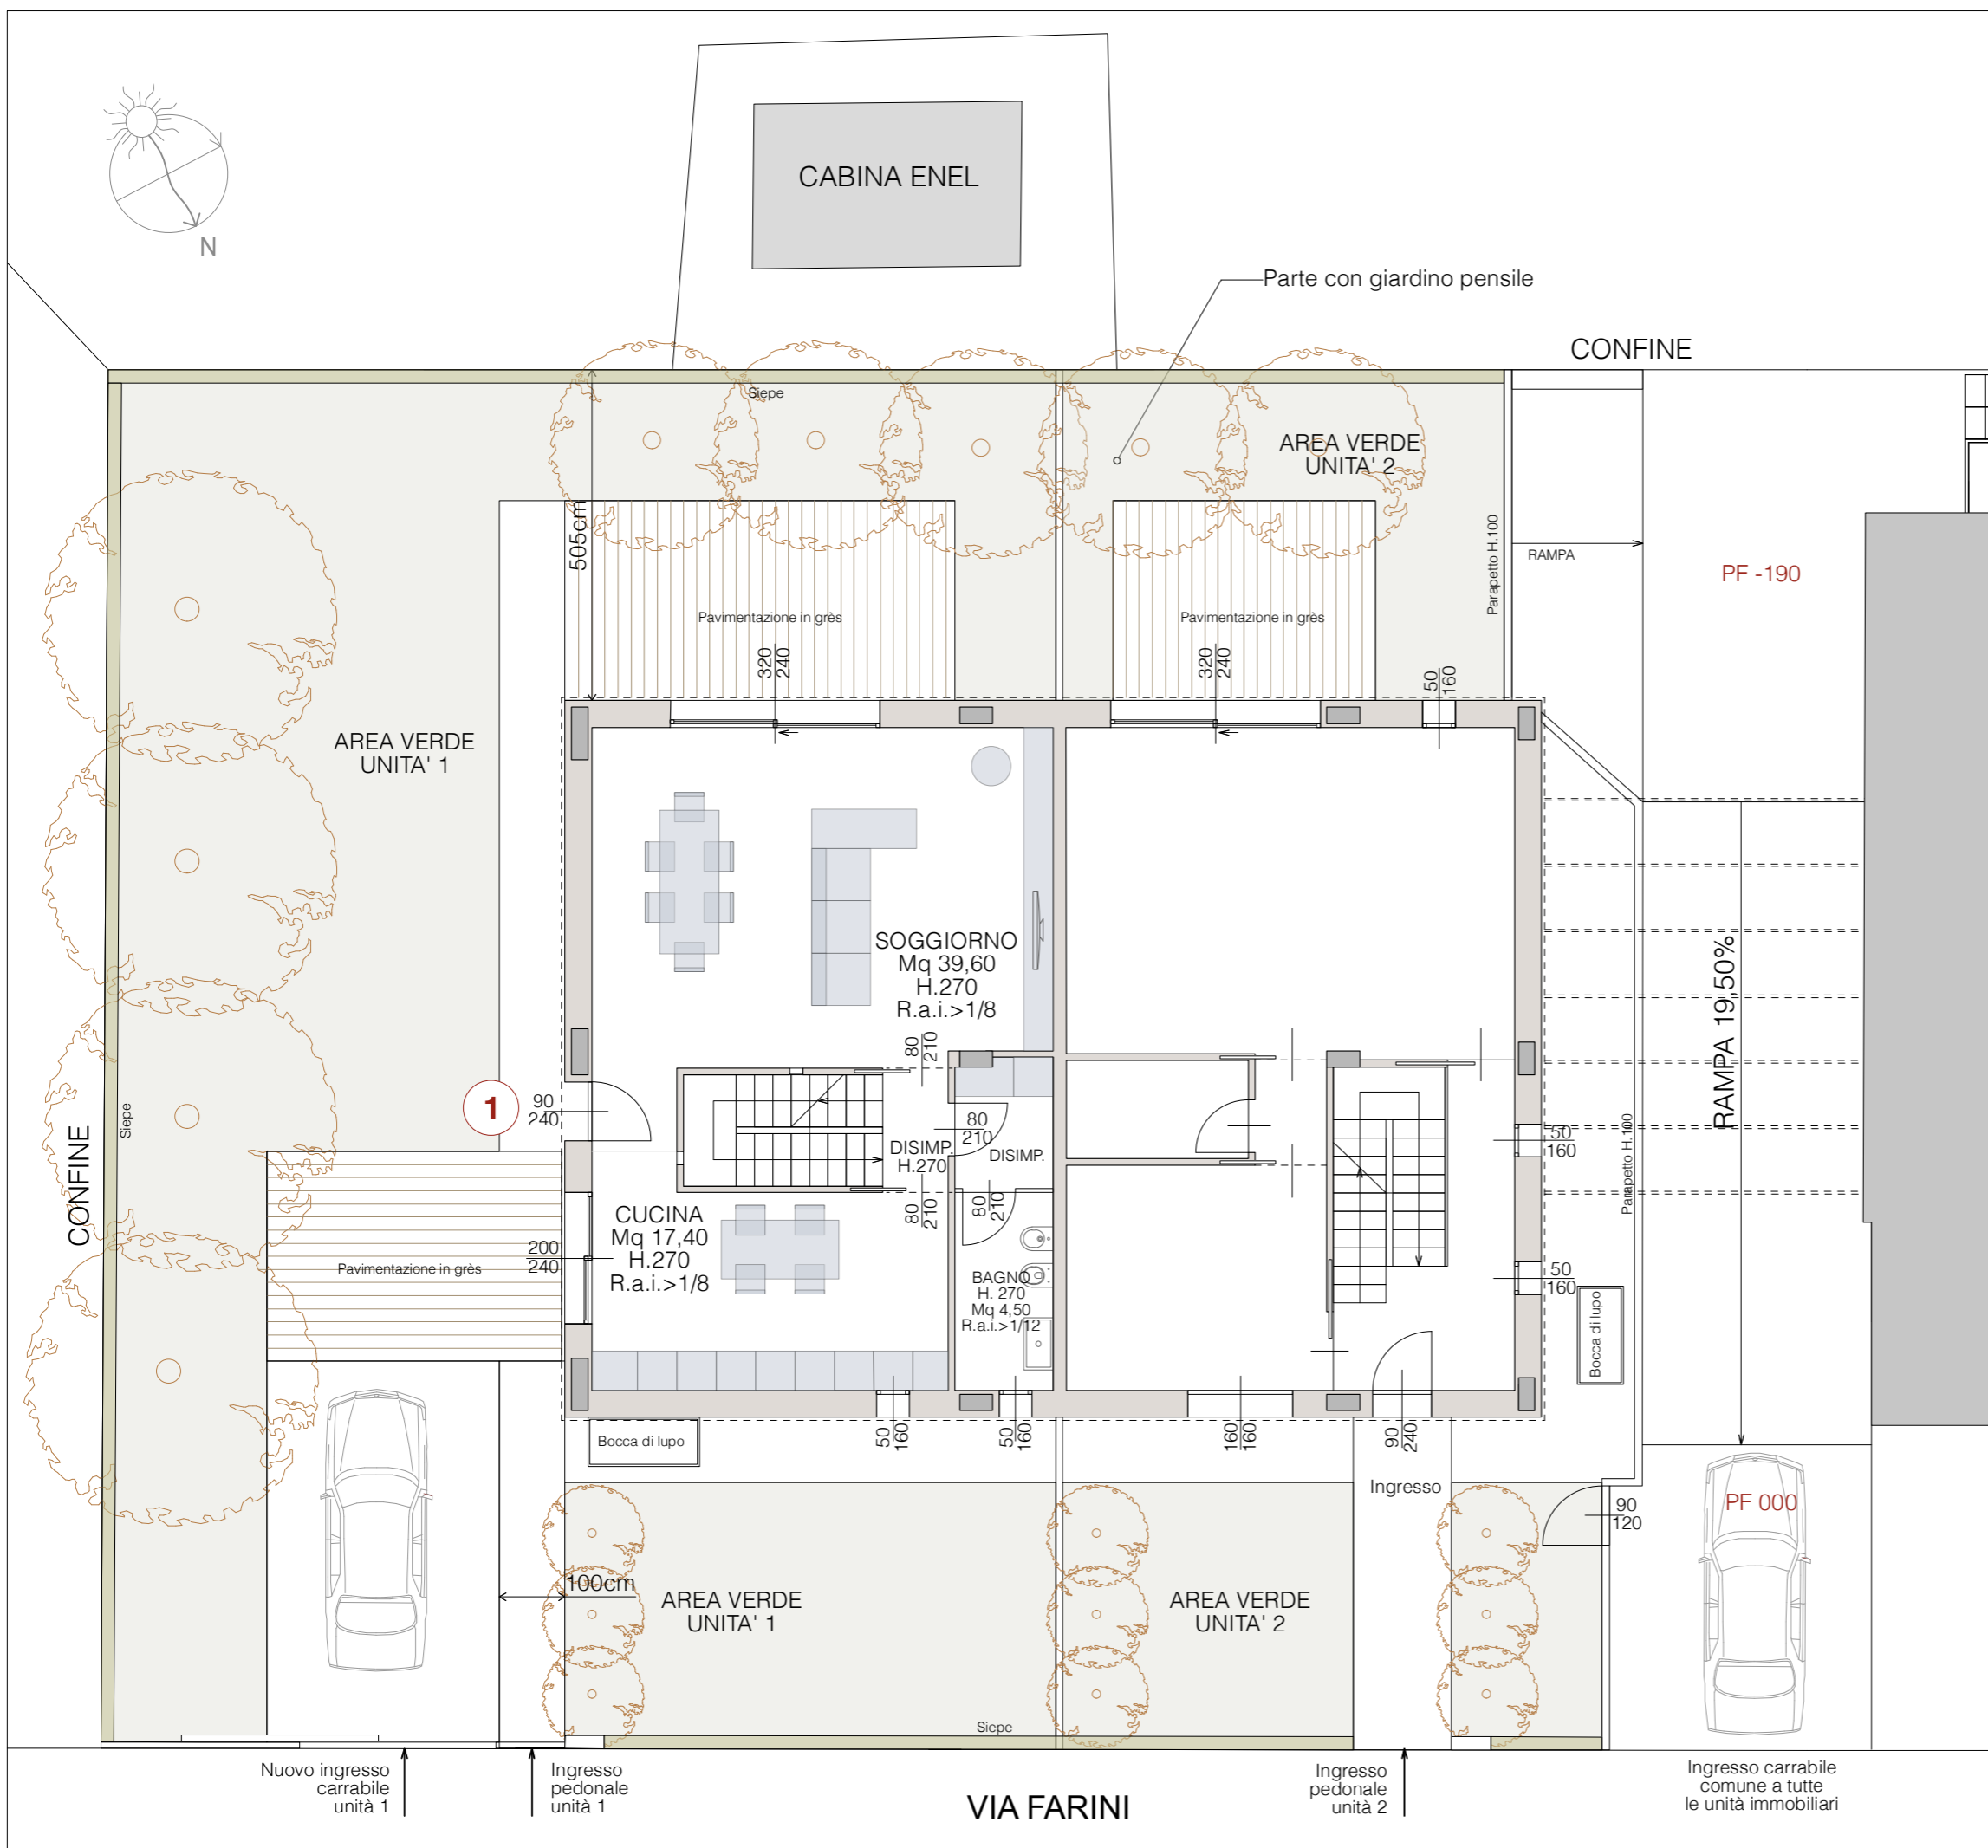 CABINA ENEL
N
Parte con giardino pensile
CONFINE
Siepe
AREA VERDE
UNITA' 2
505cm
Parapetto H.100
RAMPA
PF -190
Pavimentazione in grès
Pavimentazione in grès
320
240
320
240
50
160
AREA VERDE
UNITA' 1
SOGGIORNO
Mq 39,60
H.270
R.a.i.>1/8
RAMPA 19,50%
80
210
1
90
240
80
210
DISIMP.
H.270
DISIMP.
50
160
Siepe
CONFINE
Parapetto H.100
80
210
80
210
CUCINA
Mq 17,40
H.270
R.a.i.>1/8
200
240
Pavimentazione in grès
BAGNO
H. 270
Mq 4,50
R.a.i.>1/12
50
160
Bocca di lupo
Bocca di lupo
50
160
50
160
160
160
90
240
Ingresso
PF 000
90
120
100cm
AREA VERDE
UNITA' 1
AREA VERDE
UNITA' 2
Siepe
Nuovo ingresso
carrabile
unità 1
Ingresso
pedonale
unità 1
VIA FARINI
Ingresso
pedonale
unità 2
Ingresso carrabile
comune a tutte
le unità immobiliari